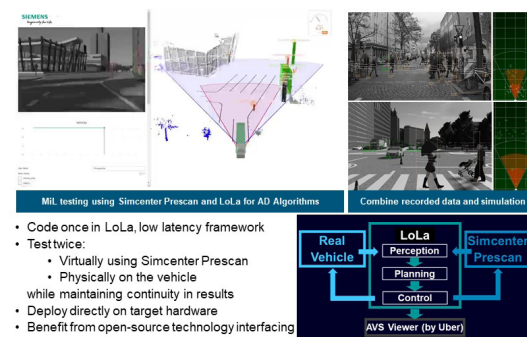 SIEMENS
Ingenuity for life
MiL testing using Simcenter Prescan and LoLa for AD Algorithms
Combine recorded data and simulation
• Code once in LoLa, low latency framework
• Test twice:
• Virtually using Simcenter Prescan
• Physically on the vehicle
while maintaining continuity in results
• Deploy directly on target hardware
• Benefit from open-source technology interfacing
LoLa
Real
Vehicle
Perception
Planning
Control
Simcenter
Prescan
AVS Viewer (by Uber)